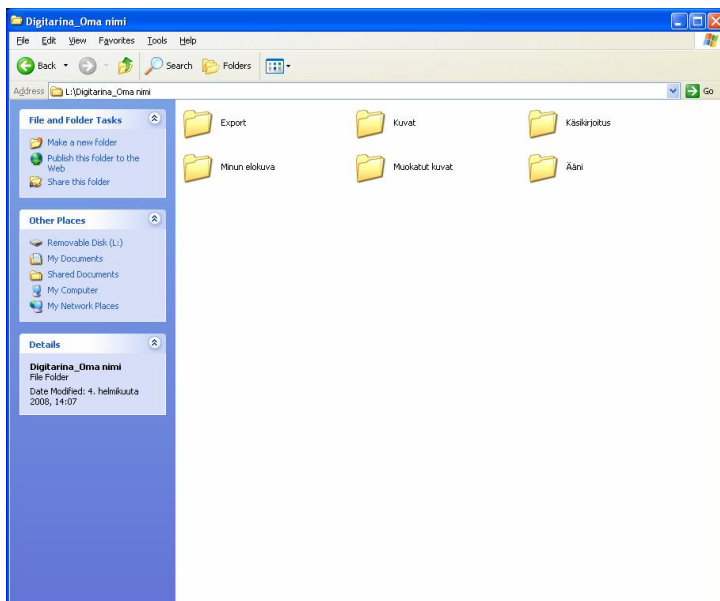 Digitarina_Oma nimi
File Edit View Favorites Tools Help
Back Search Folders
Address L:\Digitarina_Oma nimi Go
File and Folder Tasks
Make a new folder
Publish this folder to the
Web
Share this folder
Other Places
Removable Disk (L:)
My Documents
Shared Documents
My Computer
My Network Places
Details
Digitarina_Oma nimi
File Folder
Date Modified: 4. helmikuuta
2008, 14:07
Export Kuvat Käsikirjoitus
Minun elokuva Muokatut kuvat Ääni